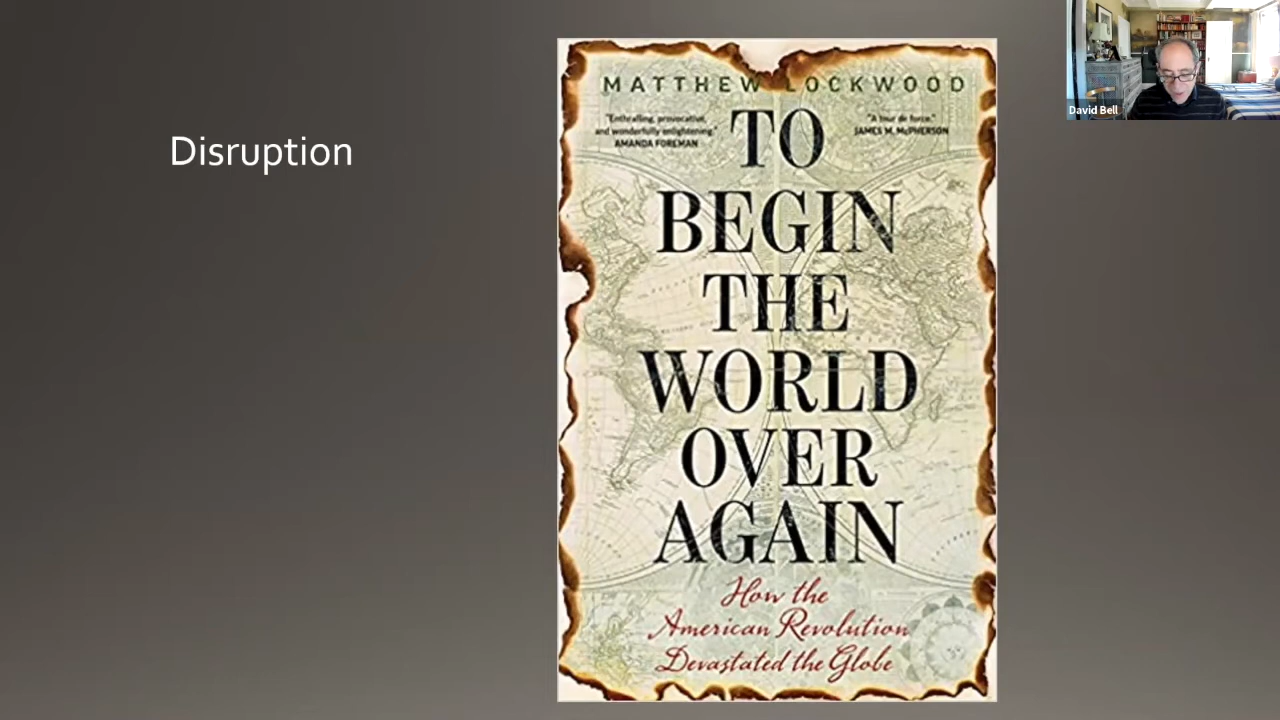 Disruption
MATTHEW LOCKWOOD
"Enthralling, provocative,
and wonderfully enlightening."
AMANDA FOREMAN
"A tour de force."
JAMES M. McPHERSON
TO
BEGIN
THE
WORLD
OVER
AGAIN
How the
American Revolution
Devastated the Globe
David Bell